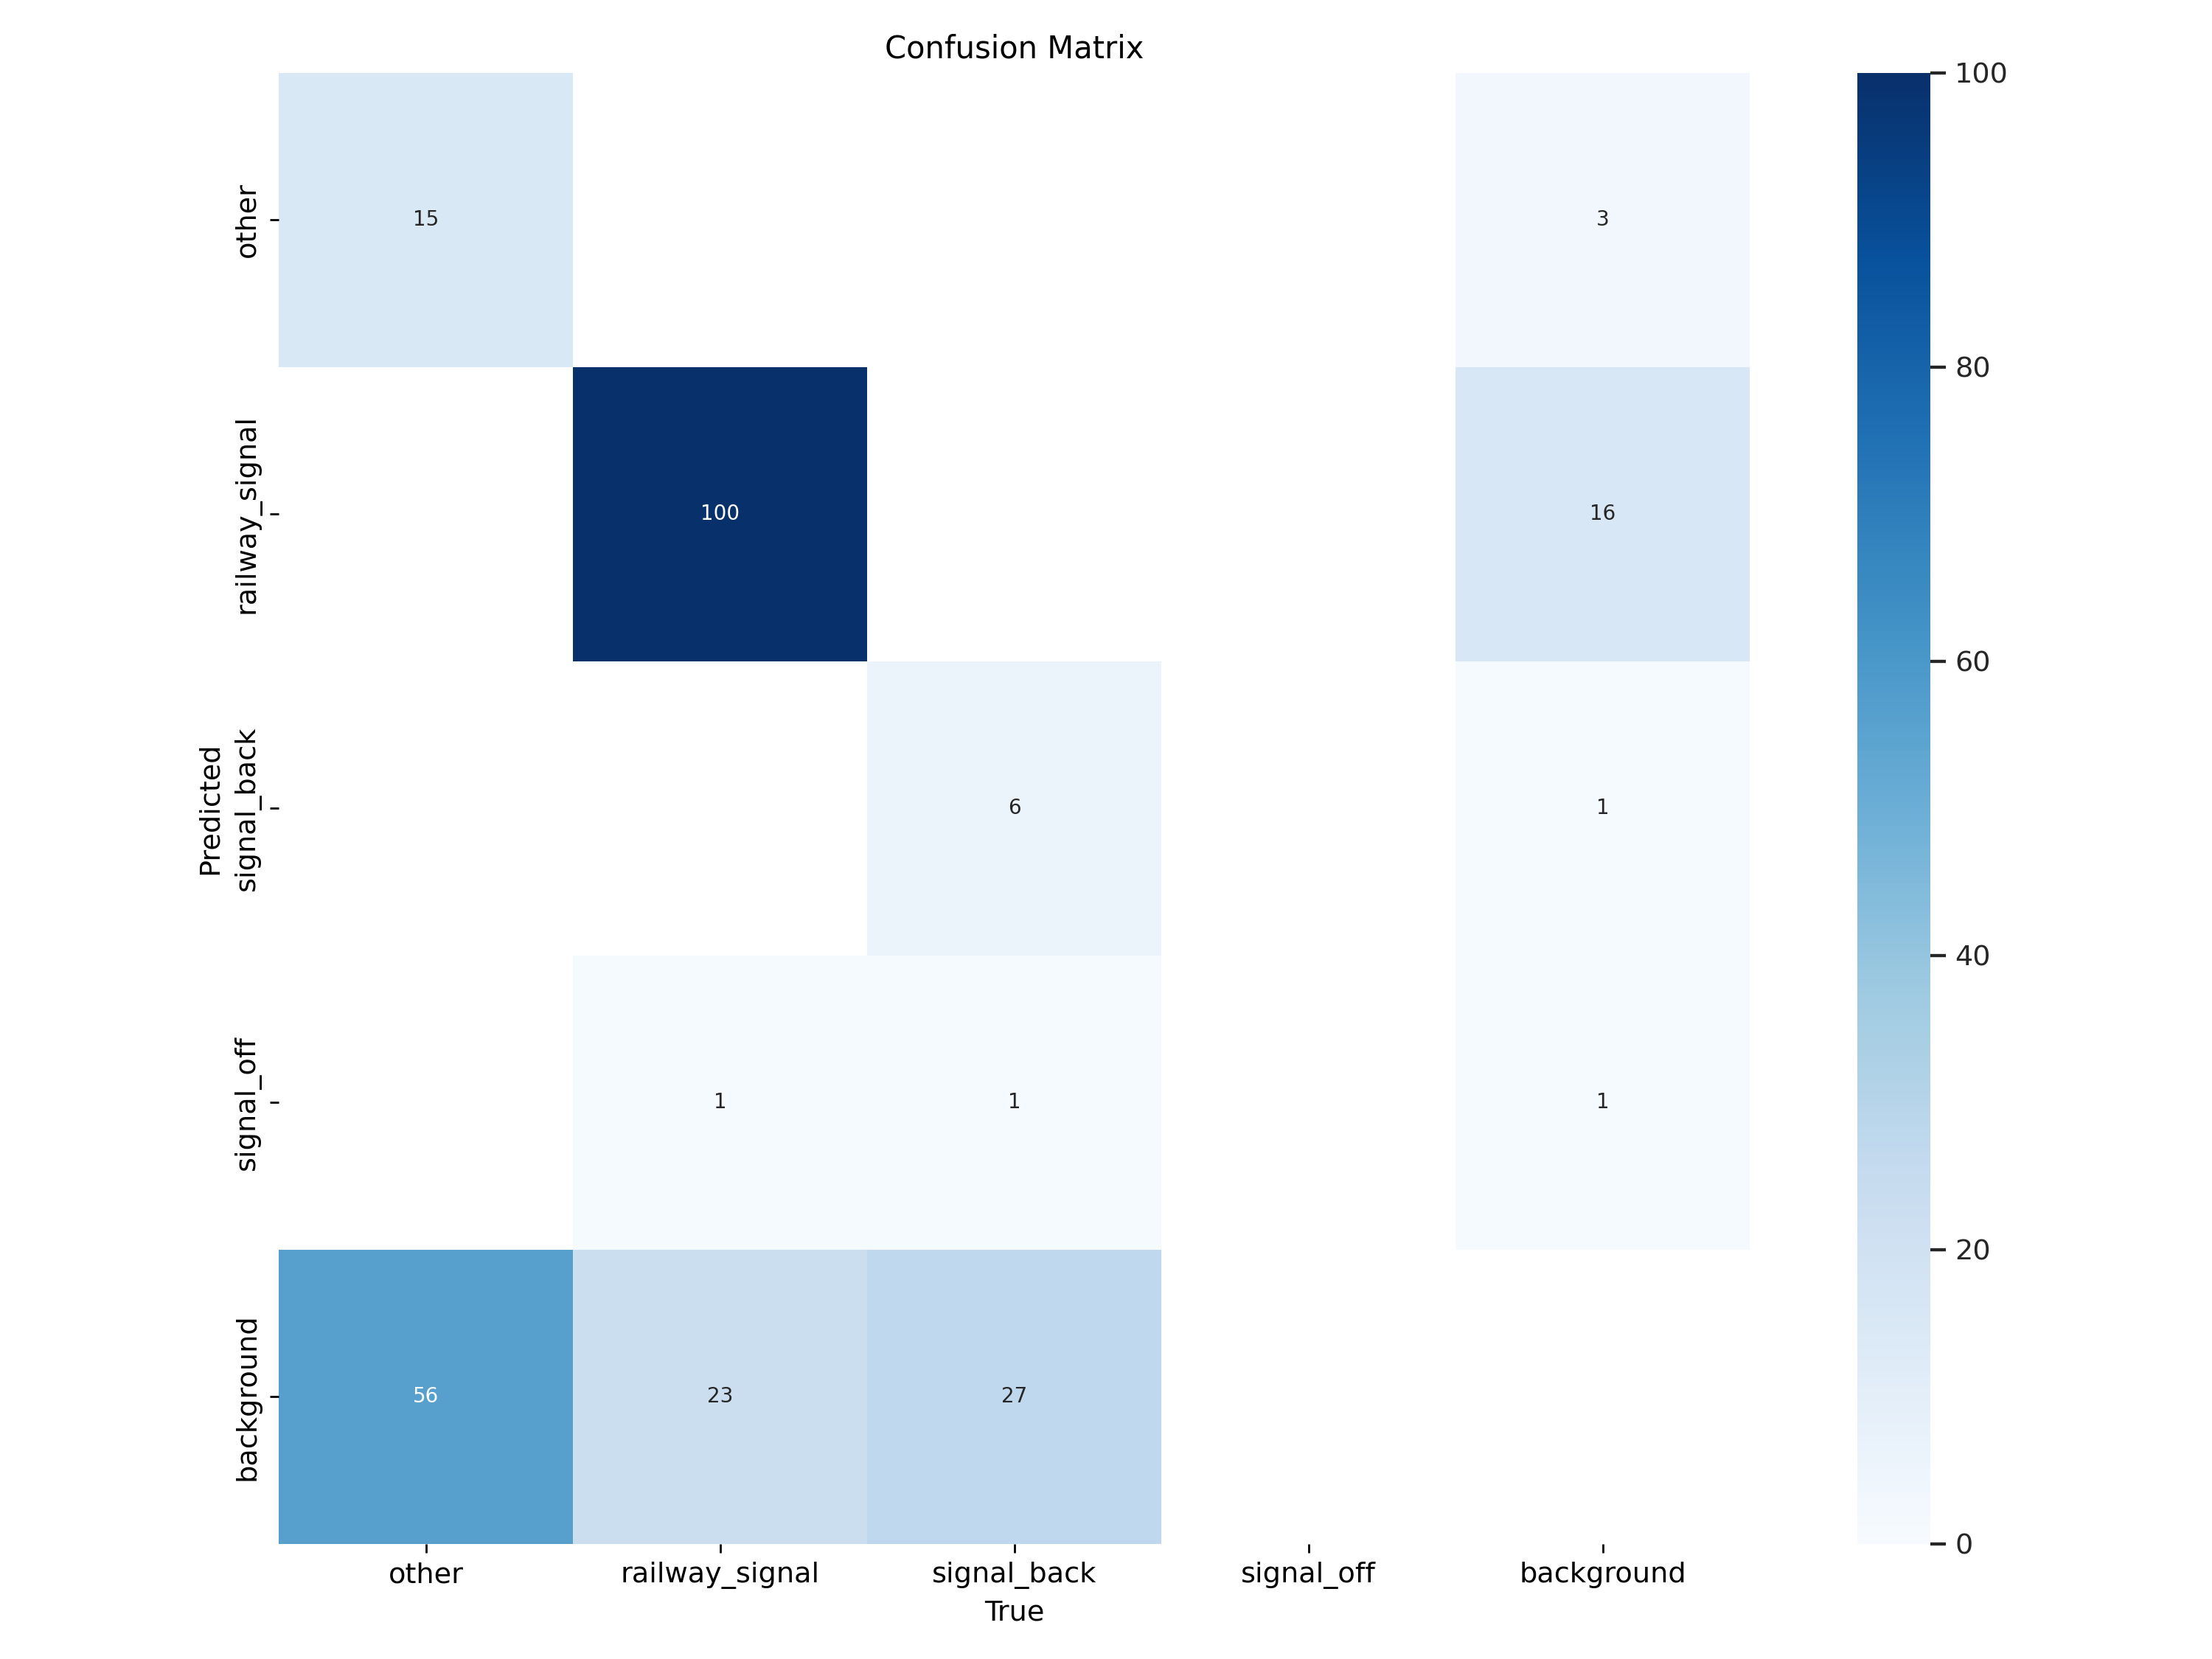 Confusion Matrix
Predicted
other
15
3
railway_signal
100
16
signal_back
6
1
signal_off
1
1
1
background
56
23
27
other
railway_signal
signal_back
signal_off
background
True
100
80
60
40
20
0